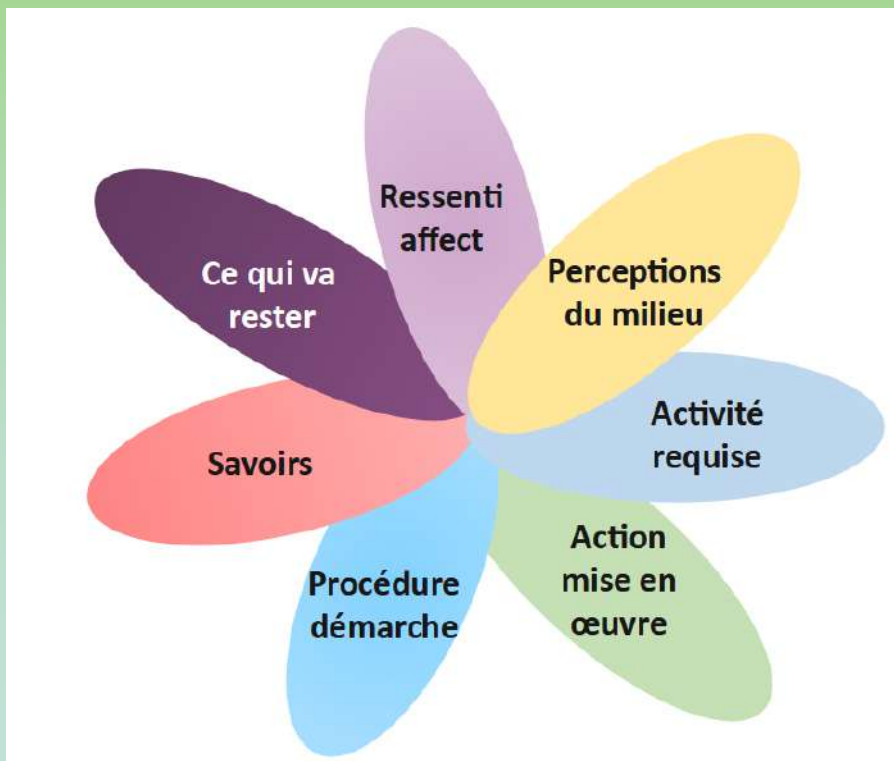 Ressenti
affect
Perceptions
du milieu
Activité
requise
Action
mise en
œuvre
Procédure
démarche
Savoirs
Ce qui va
rester